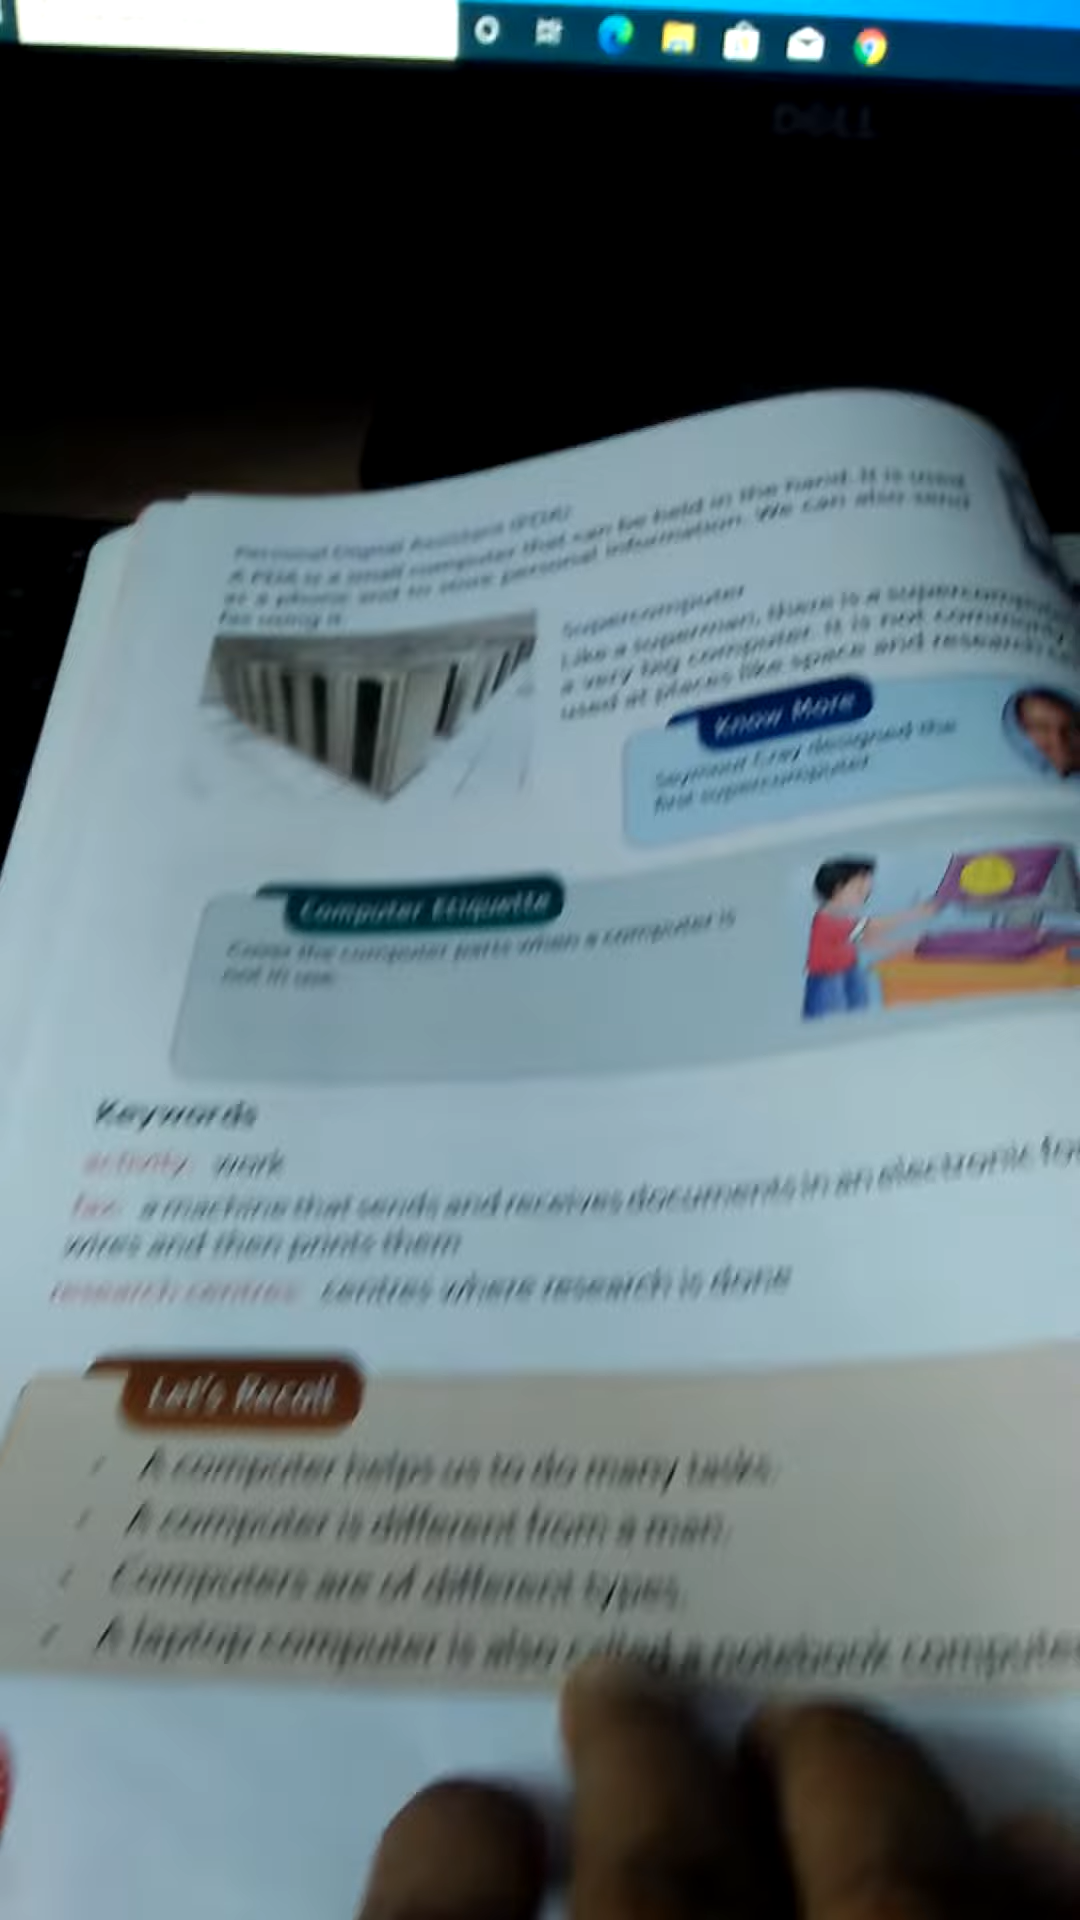 DELL
Personal Digital Assistant (PDA)
A PDA is a small computer that can be held in the hand. It is used
as a phone and to store personal information. We can also send
fax using it.
Supercomputer
Like a superman, there is a supercomputer
a very big computer. It is not commonly
used at places like space and research
Know More
Seymour Cray designed the
first supercomputer.
Computer Etiquette
Cover the computer parts when a computer is
not in use.
Keywords
activity: work
fax: a machine that sends and receives documents in an electronic
wires and then prints them
research centres: centres where research is done
Let's Recall
A computer helps us to do many tasks.
A computer is different from a man.
Computers are of different types.
A laptop computer is also called a notebook computer